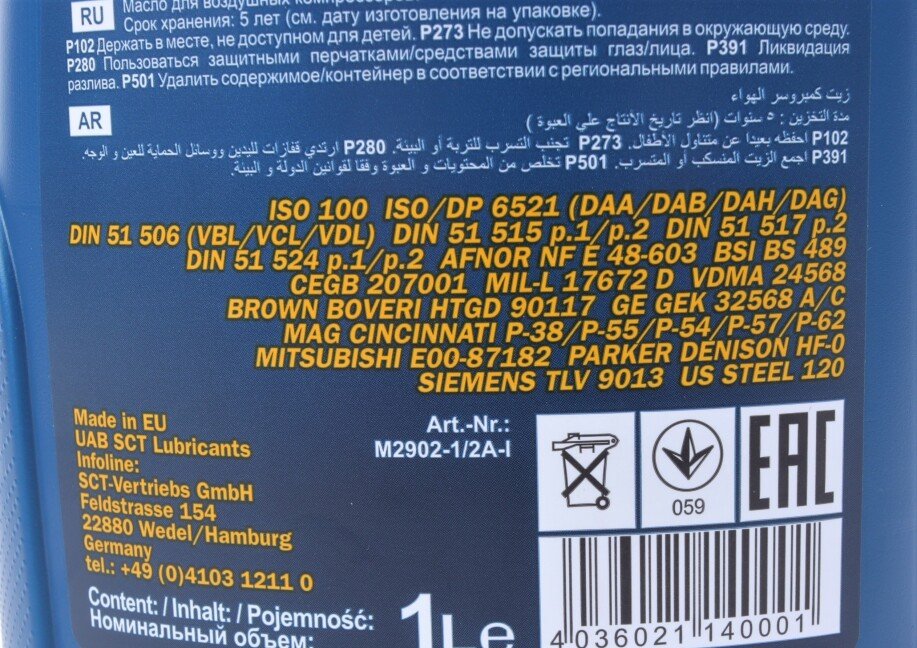 RU
Масло для воздушных
Срок хранения: 5 лет (см. дату изготовления на упаковке).
P102 Держать в месте, не доступном для детей. P273 Не допускать попадания в окружающую среду.
P280 Пользоваться защитными перчатками/средствами защиты глаз/лица. P391 Ликвидация
разлива. P501 Удалить содержимое/контейнер в соответствии с региональными правилами.
AR
زيت كمبروسر الهواء
مدة التخزين : ٥ سنوات (انظر تاريخ الأنتاج علي العبوة )
P102 احفظه بعيدا عن متناول الأطفال. P273 تجنب التسرب للتربة أو البيئة. P280 ارتدي قفازات لليدين ووسائل الحماية للعين و الوجه.
P391 اجمع الزيت المنسكب أو المتسرب. P501 تخلص من المحتويات و العبوة وفقا لقوانين الدولة و البيئة.
ISO 100 ISO/DP 6521 (DAA/DAB/DAH/DAG)
DIN 51 506 (VBL/VCL/VDL) DIN 51 515 p.1/p.2 DIN 51 517 p.2
DIN 51 524 p.1/p.2 AFNOR NF E 48-603 BSI BS 489
CEGB 207001 MIL-L 17672 D VDMA 24568
BROWN BOVERI HTGD 90117 GE GEK 32568 A/C
MAG CINCINNATI P-38/P-55/P-54/P-57/P-62
MITSUBISHI E00-87182 PARKER DENISON HF-0
SIEMENS TLV 9013 US STEEL 120
Made in EU
UAB SCT Lubricants
Infoline:
SCT-Vertriebs GmbH
Feldstrasse 154
22880 Wedel/Hamburg
Germany
tel.: +49 (0)4103 1211 0
Art.-Nr.:
M2902-1/2A-I
059
EAC
Content: / Inhalt: / Pojemność:
Номинальный объем:
1L e
4 036021 140001